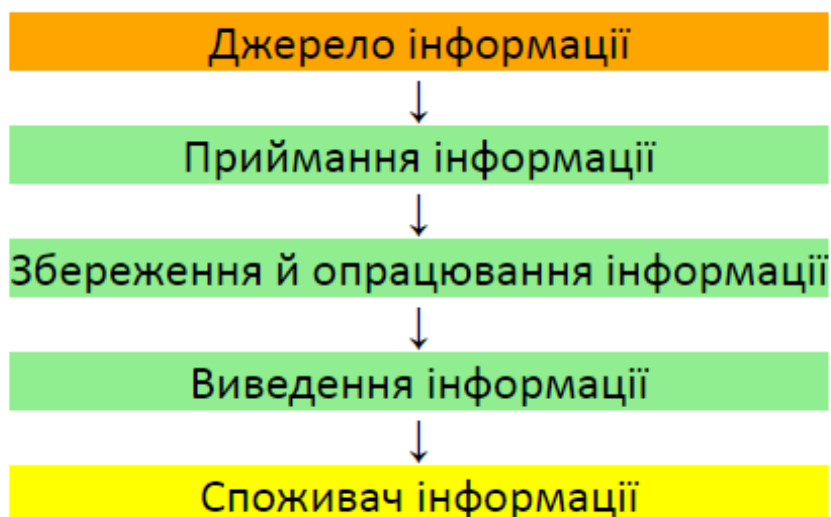 Джерело інформації
↓
Приймання інформації
↓
Збереження й опрацювання інформації
↓
Виведення інформації
↓
Споживач інформації